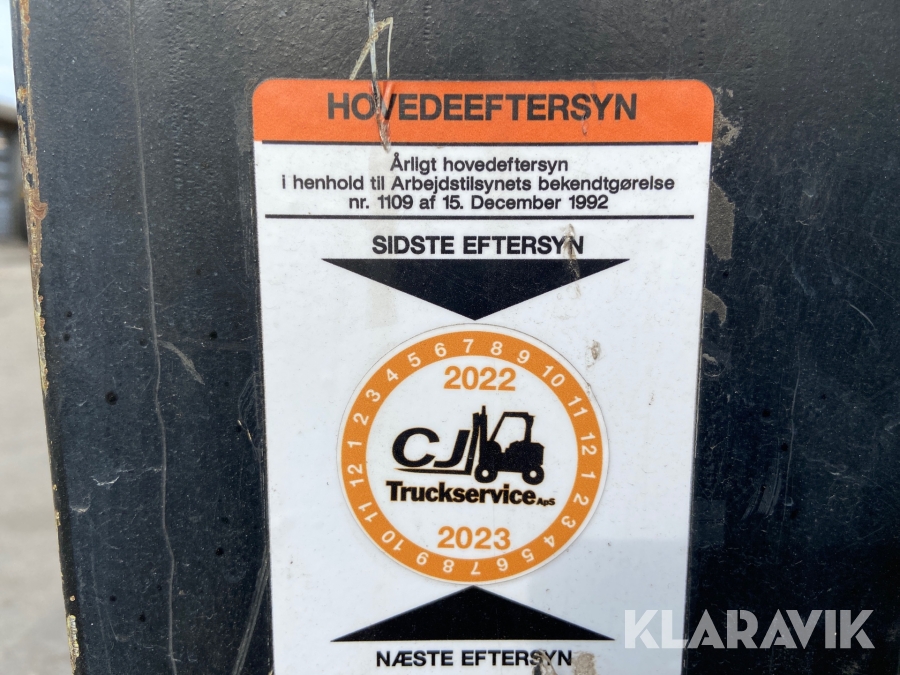 HOVEDEEFTERSYN
Årligt hovedeftersyn
i henhold til Arbejdstilsynets bekendtgørelse
nr. 1109 af 15. December 1992
SIDSTE EFTERSYN
1 2 3 4 5 6 7 8 9 10 11 12
2022
CJ
Truckservice ApS
2023
1 2 3 4 5 6 7 8 9 10 11 12
NÆSTE EFTERSYN
KLARAVIK